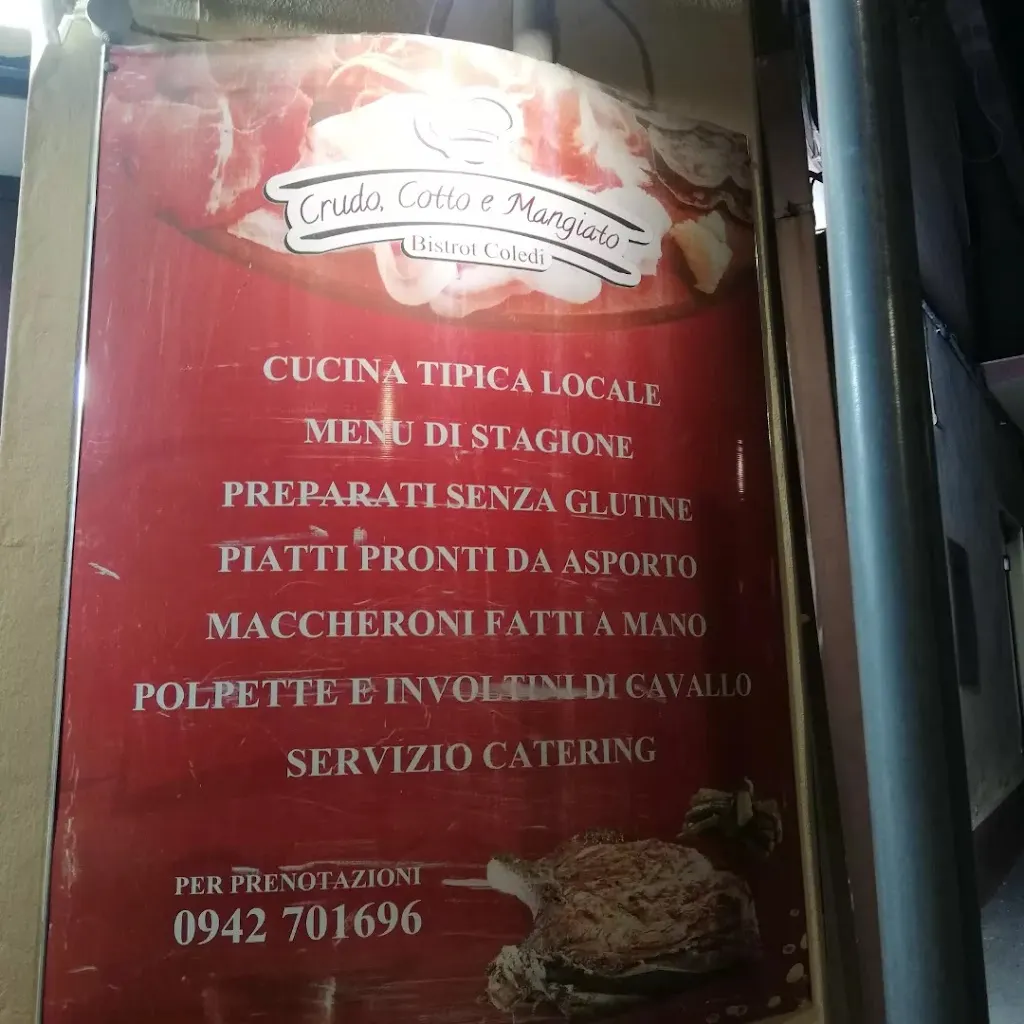 Crudo, Cotto e Mangiato
Bistrot Coledi
CUCINA TIPICA LOCALE
MENU DI STAGIONE
PREPARATI SENZA GLUTINE
PIATTI PRONTI DA ASPORTO
MACCHERONI FATTI A MANO
POLPETTE E INVOLTINI DI CAVALLO
SERVIZIO CATERING
PER PRENOTAZIONI
0942 701696